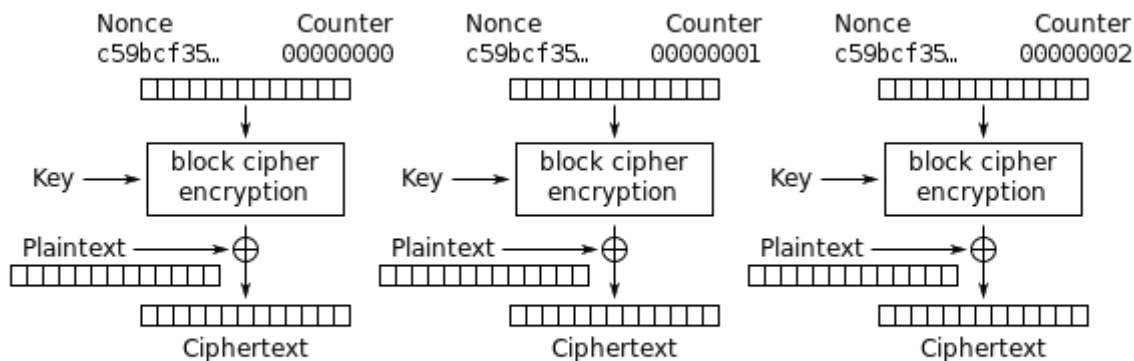 Nonce Counter Nonce Counter Nonce Counter
c59bcf35… 00000000 c59bcf35… 00000001 c59bcf35… 00000002
block cipher
encryption
block cipher
encryption
block cipher
encryption
Key Key Key
Plaintext Plaintext Plaintext
Ciphertext Ciphertext Ciphertext